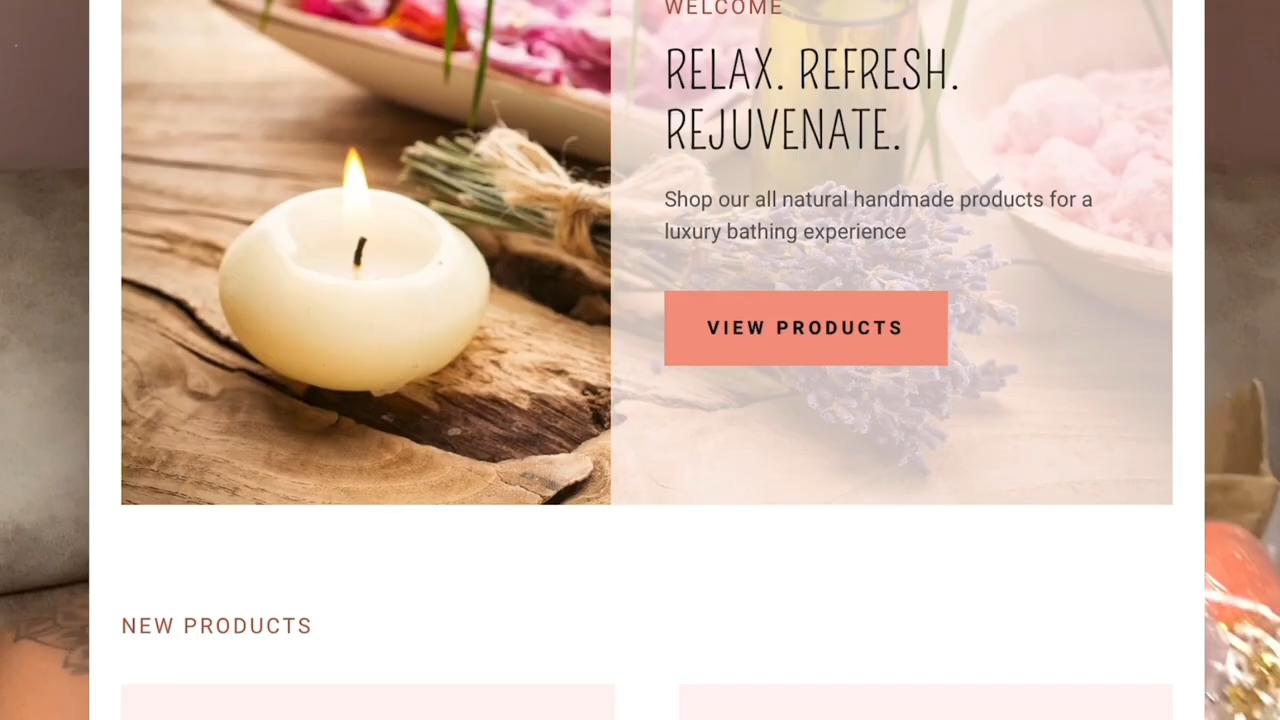 WELCOME
RELAX. REFRESH.
REJUVENATE.
Shop our all natural handmade products for a
luxury bathing experience
VIEW PRODUCTS
NEW PRODUCTS